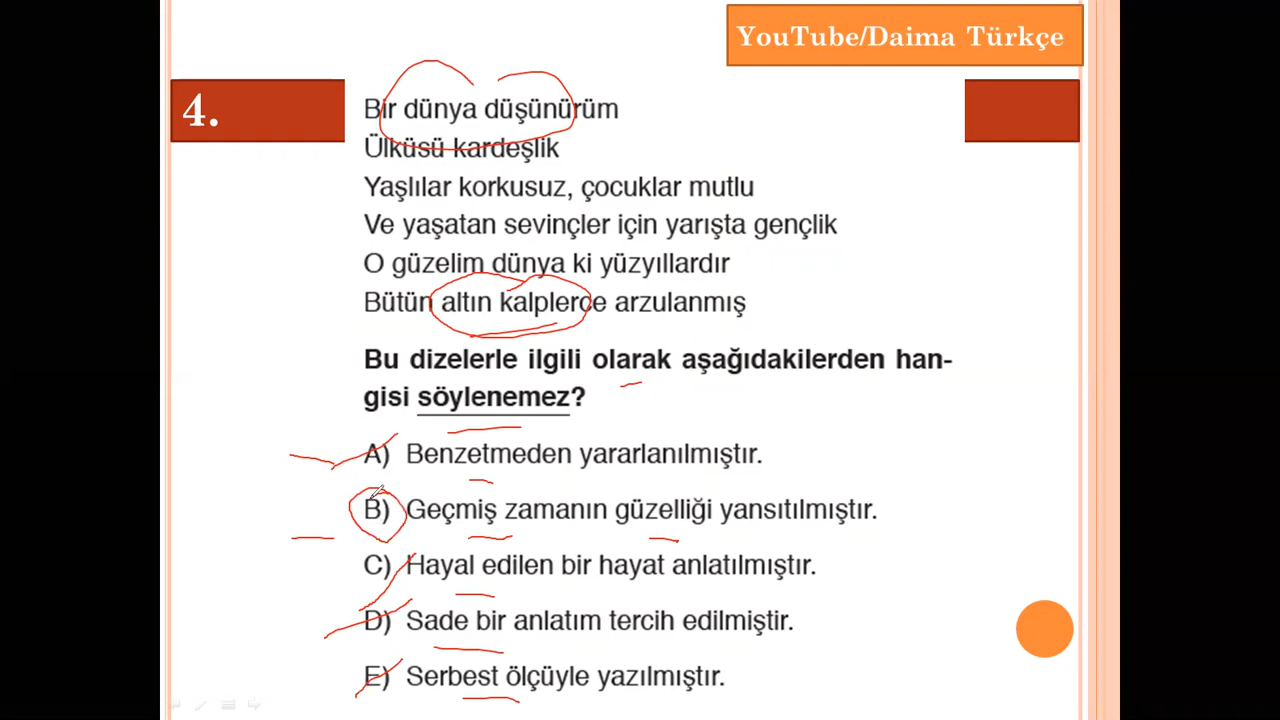 YouTube/Daima Türkçe
4.
Bir dünya düşünürüm
Ülküsü kardeşlik
Yaşlılar korkusuz, çocuklar mutlu
Ve yaşatan sevinçler için yarışta gençlik
O güzelim dünya ki yüzyıllardır
Bütün altın kalplerce arzulanmış
Bu dizelerle ilgili olarak aşağıdakilerden han-
gisi söylenemez?
A) Benzetmeden yararlanılmıştır.
B) Geçmiş zamanın güzelliği yansıtılmıştır.
C) Hayal edilen bir hayat anlatılmıştır.
D) Sade bir anlatım tercih edilmiştir.
E) Serbest ölçüyle yazılmıştır.